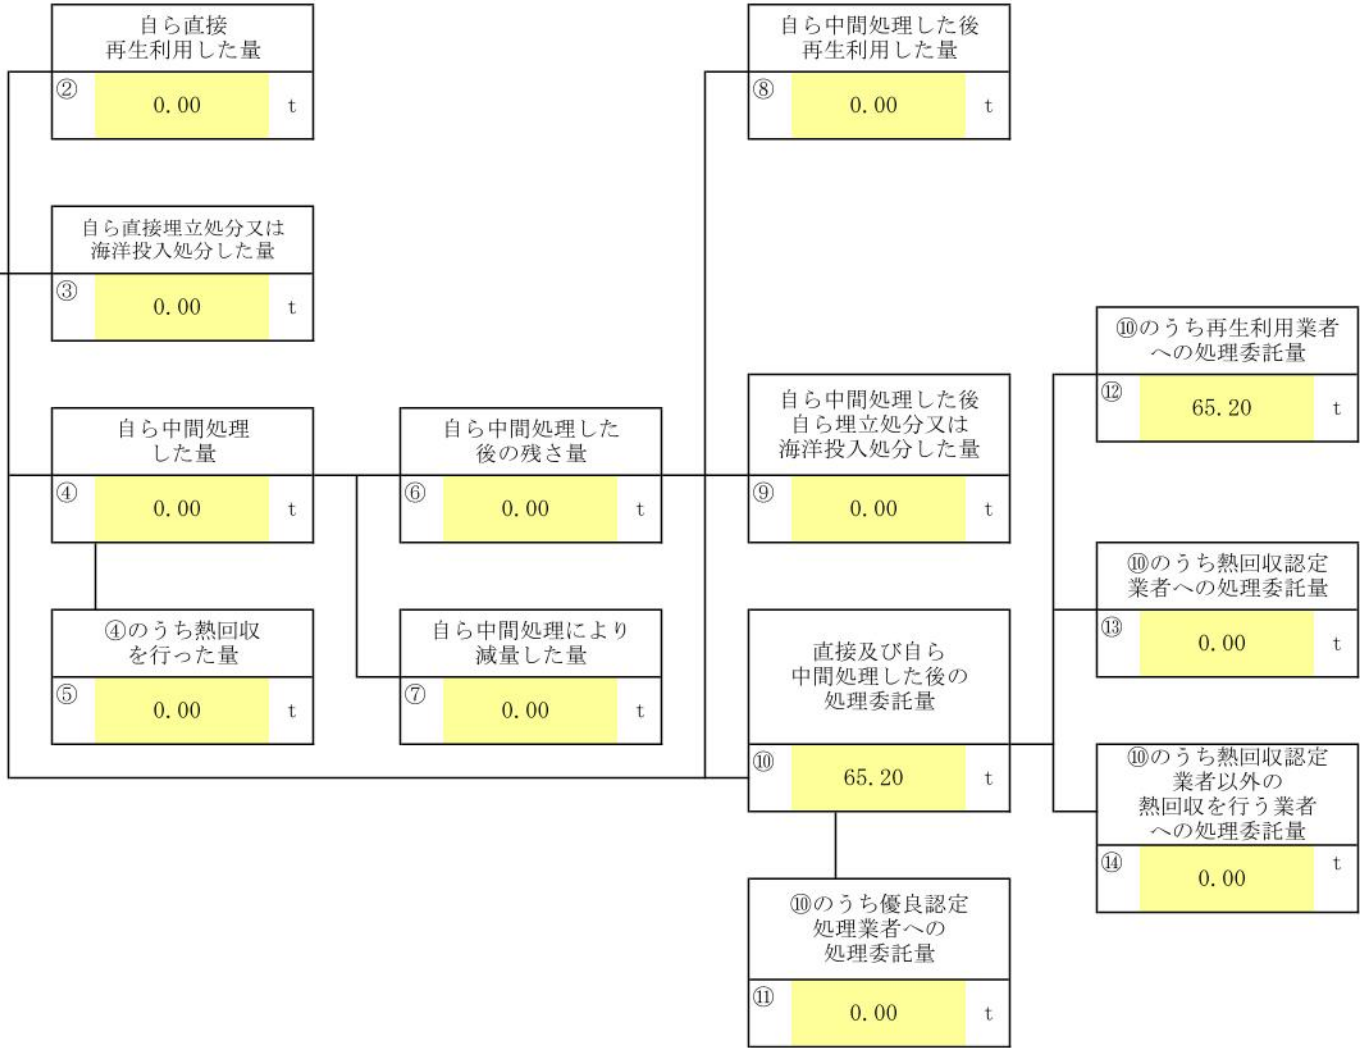 自ら直接
再生利用した量
② 0.00 t
自ら中間処理した後
再生利用した量
⑧ 0.00 t
自ら直接埋立処分又は
海洋投入処分した量
③ 0.00 t
⑩のうち再生利用業者
への処理委託量
⑫ 65.20 t
自ら中間処理
した量
④ 0.00 t
自ら中間処理した
後の残さ量
⑥ 0.00 t
自ら中間処理した後
自ら埋立処分又は
海洋投入処分した量
⑨ 0.00 t
⑩のうち熱回収認定
業者への処理委託量
⑬ 0.00 t
④のうち熱回収
を行った量
⑤ 0.00 t
自ら中間処理により
減量した量
⑦ 0.00 t
直接及び自ら
中間処理した後の
処理委託量
⑩ 65.20 t
⑩のうち熱回収認定
業者以外の
熱回収を行う業者
への処理委託量
⑭ 0.00 t
⑩のうち優良認定
処理業者への
処理委託量
⑪ 0.00 t